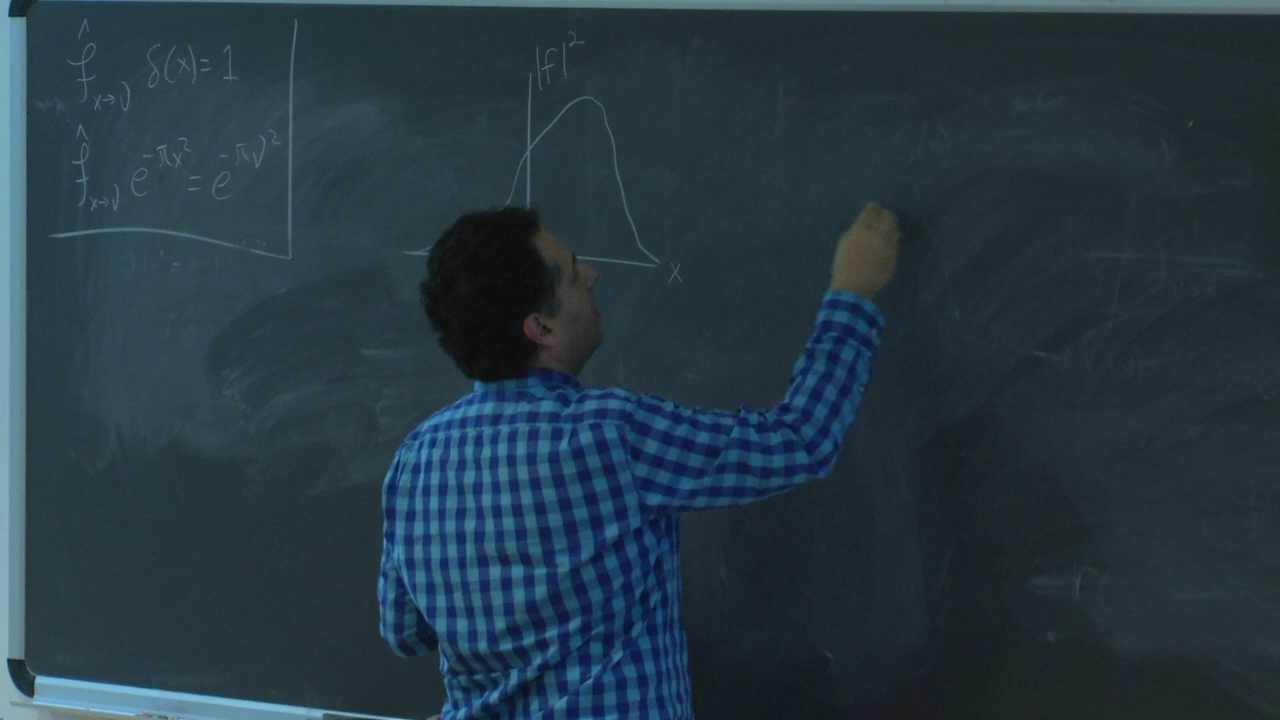 f̂ₓ→ᵥ δ(x) = 1
f̂ₓ→ᵥ e^{-πx²} = e^{-πν²}
|f|²
x